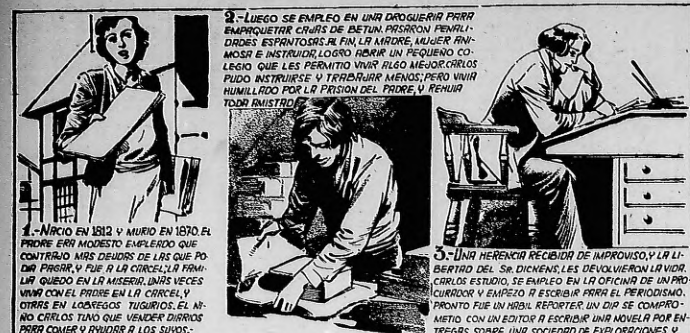 1.-NACIO EN 1812 Y MURIO EN 1870. EL
PADRE ERA MODESTO EMPLEADO QUE
CONTRAJO MAS DEUDAS DE LAS QUE PO-
DIA PAGAR, Y FUE A LA CARCEL; LA FAMI-
LIA QUEDO EN LA MISERIA. UNAS VECES
VIVIA CON EL PADRE EN LA CARCEL, Y
OTRAS EN LOBREGOS TUGURIOS. EL NI-
ÑO CARLOS TUVO QUE VENDER DIARIOS
PARA COMER Y AYUDAR A LOS SUYOS.-
2.-LUEGO SE EMPLEO EN UNA DROGUERIA PARA
EMPAQUETAR CAJAS DE BETUM. PASARON PENALI-
DADES ESPANTOSAS. AL FIN, LA MADRE, MUJER ANI-
MOSA E INSTRUIDA, LOGRO ABRIR UN PEQUEÑO CO-
LEGIO QUE LES PERMITIO VIVIR ALGO MEJOR. CARLOS
PUDO INSTRUIRSE Y TRABAJAR MENOS; PERO VIVIA
HUMILLADO POR LA PRISION DEL PADRE, Y REHUIA
TODA AMISTAD
3.-UNA HERENCIA RECIBIDA DE IMPROVISO, Y LA LI-
BERTAD DEL SR. DICKENS, LES DEVOLVIERON LA VIDA.
CARLOS ESTUDIO, SE EMPLEO EN LA OFICINA DE UN PRO-
CURADOR Y EMPEZO A ESCRIBIR PARA EL PERIODISMO.
PRONTO FUE UN HABIL REPORTER. UN DIA SE COMPRO-
METIO CON UN EDITOR A ESCRIBIR UNA NOVELA POR EN-
TREGAS SOBRE UNA SOCIEDAD DE EXPLORACIONES Y